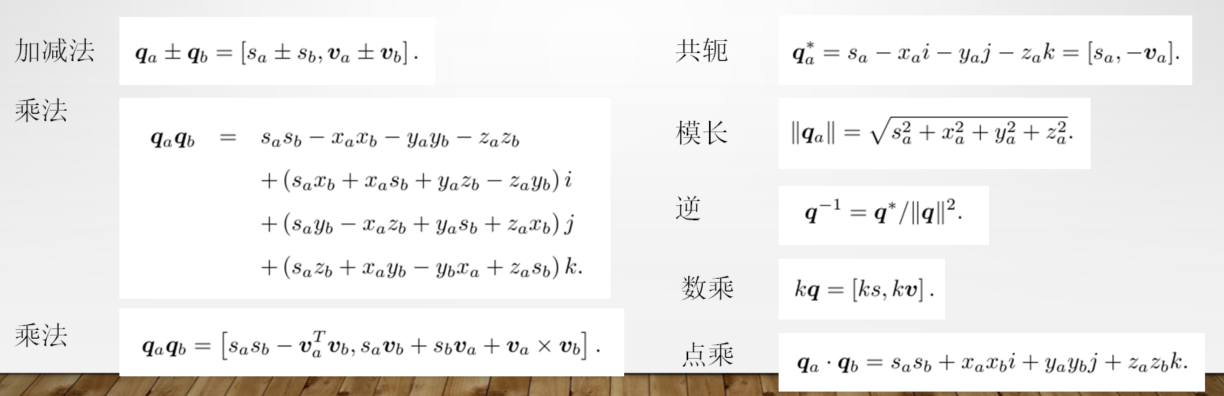 加减法 $\boldsymbol{q}_a \pm \boldsymbol{q}_b = [s_a \pm s_b, \boldsymbol{v}_a \pm \boldsymbol{v}_b].$
乘法
$\boldsymbol{q}_a\boldsymbol{q}_b = s_as_b - x_ax_b - y_ay_b - z_az_b$
$+ (s_ax_b + x_as_b + y_az_b - z_ay_b)\,i$
$+ (s_ay_b - x_az_b + y_as_b + z_ax_b)\,j$
$+ (s_az_b + x_ay_b - y_bx_a + z_as_b)\,k.$
乘法 $\boldsymbol{q}_a\boldsymbol{q}_b = [s_as_b - \boldsymbol{v}_a^T\boldsymbol{v}_b, s_a\boldsymbol{v}_b + s_b\boldsymbol{v}_a + \boldsymbol{v}_a \times \boldsymbol{v}_b].$
共轭 $\boldsymbol{q}_a^* = s_a - x_ai - y_aj - z_ak = [s_a, -\boldsymbol{v}_a].$
模长 $\|\boldsymbol{q}_a\| = \sqrt{s_a^2 + x_a^2 + y_a^2 + z_a^2}.$
逆 $\boldsymbol{q}^{-1} = \boldsymbol{q}^*/\|\boldsymbol{q}\|^2.$
数乘 $k\boldsymbol{q} = [ks, k\boldsymbol{v}].$
点乘 $\boldsymbol{q}_a \cdot \boldsymbol{q}_b = s_as_b + x_ax_bi + y_ay_bj + z_az_bk.$